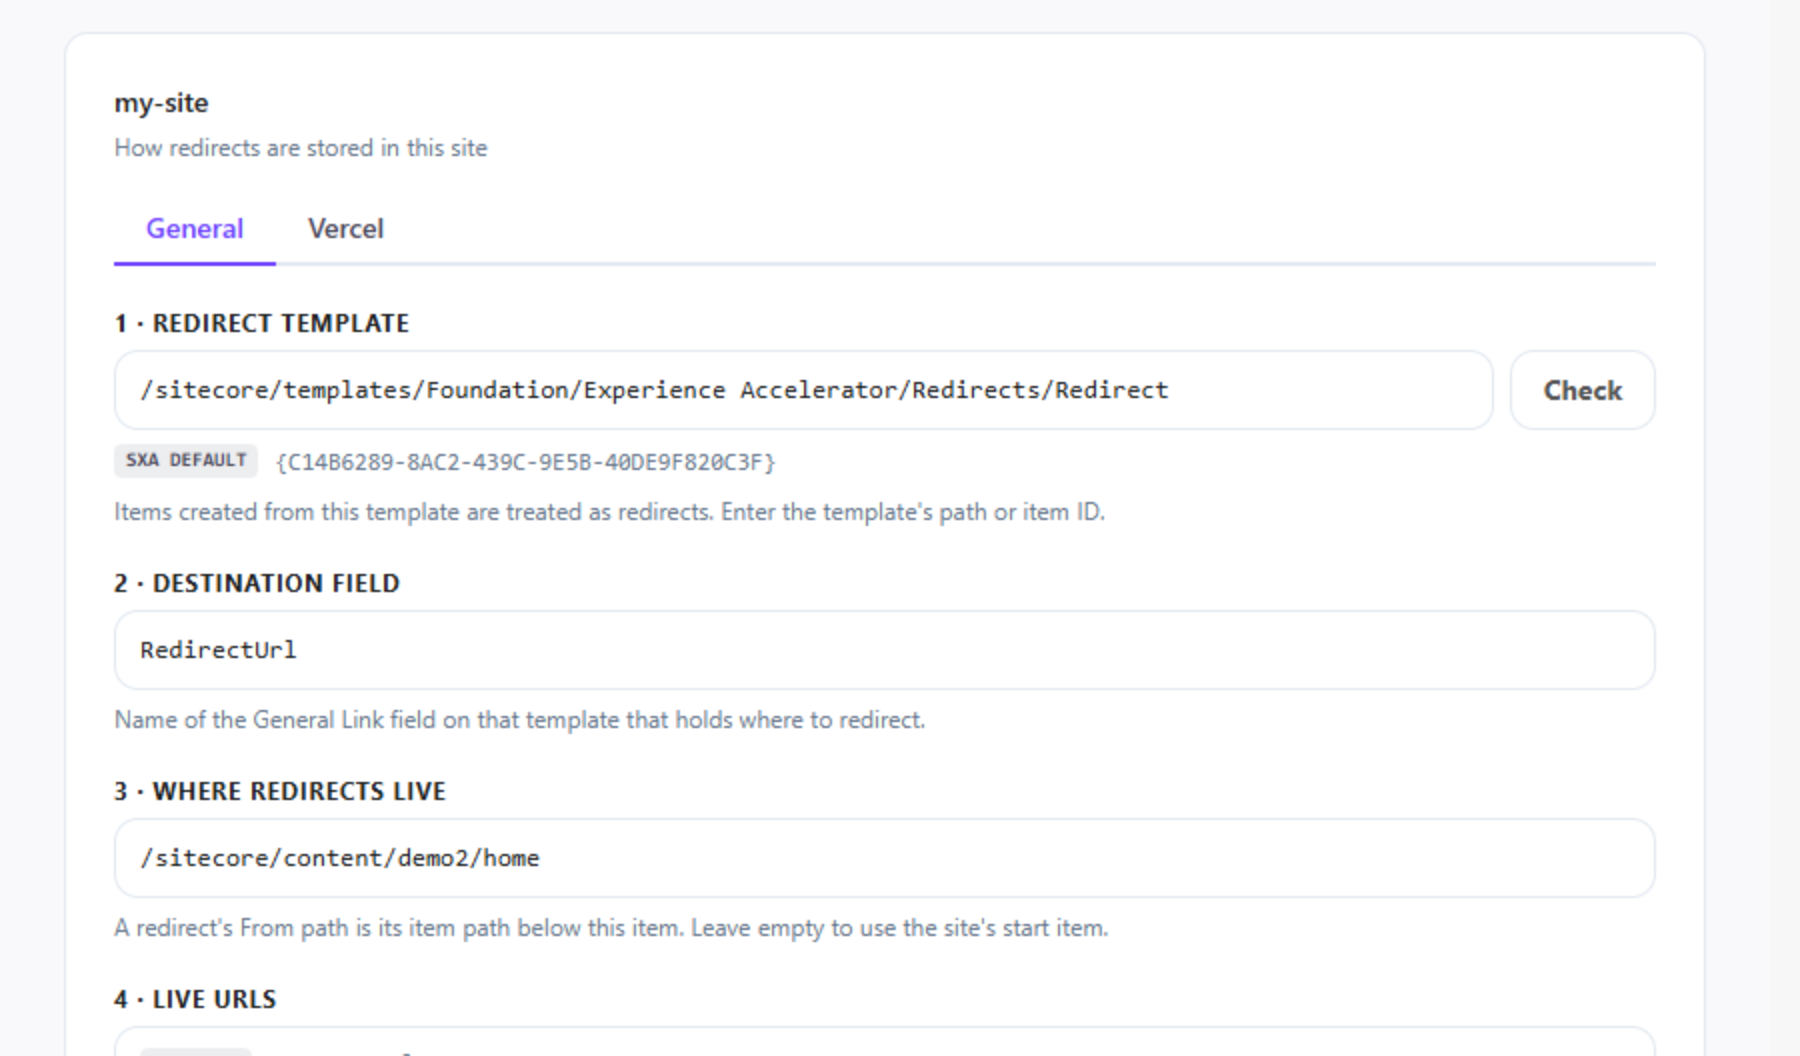 my-site
How redirects are stored in this site
General Vercel
1 · REDIRECT TEMPLATE
/sitecore/templates/Foundation/Experience Accelerator/Redirects/Redirect Check
SXA DEFAULT {C14B6289-8AC2-439C-9E5B-40DE9F820C3F}
Items created from this template are treated as redirects. Enter the template's path or item ID.
2 · DESTINATION FIELD
RedirectUrl
Name of the General Link field on that template that holds where to redirect.
3 · WHERE REDIRECTS LIVE
/sitecore/content/demo2/home
A redirect's From path is its item path below this item. Leave empty to use the site's start item.
4 · LIVE URLS